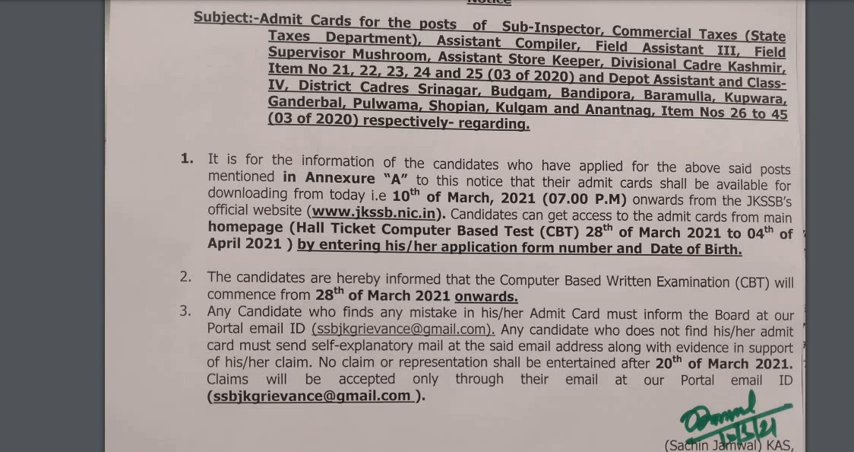 Notice
Subject:-Admit Cards for the posts of Sub-Inspector, Commercial Taxes (State
Taxes Department), Assistant Compiler, Field Assistant III, Field
Supervisor Mushroom, Assistant Store Keeper, Divisional Cadre Kashmir,
Item No 21, 22, 23, 24 and 25 (03 of 2020) and Depot Assistant and Class-
IV, District Cadres Srinagar, Budgam, Bandipora, Baramulla, Kupwara,
Ganderbal, Pulwama, Shopian, Kulgam and Anantnag, Item Nos 26 to 45
(03 of 2020) respectively- regarding.
1. It is for the information of the candidates who have applied for the above said posts
mentioned in Annexure “A” to this notice that their admit cards shall be available for
downloading from today i.e 10th of March, 2021 (07.00 P.M) onwards from the JKSSB’s
official website (www.jkssb.nic.in). Candidates can get access to the admit cards from main
homepage (Hall Ticket Computer Based Test (CBT) 28th of March 2021 to 04th of
April 2021 ) by entering his/her application form number and Date of Birth.
2. The candidates are hereby informed that the Computer Based Written Examination (CBT) will
commence from 28th of March 2021 onwards.
3. Any Candidate who finds any mistake in his/her Admit Card must inform the Board at our
Portal email ID (ssbjkgrievance@gmail.com). Any candidate who does not find his/her admit
card must send self-explanatory mail at the said email address along with evidence in support
of his/her claim. No claim or representation shall be entertained after 20th of March 2021.
Claims will be accepted only through their email at our Portal email ID
(ssbjkgrievance@gmail.com ).
(Sachin Jamwal) KAS,